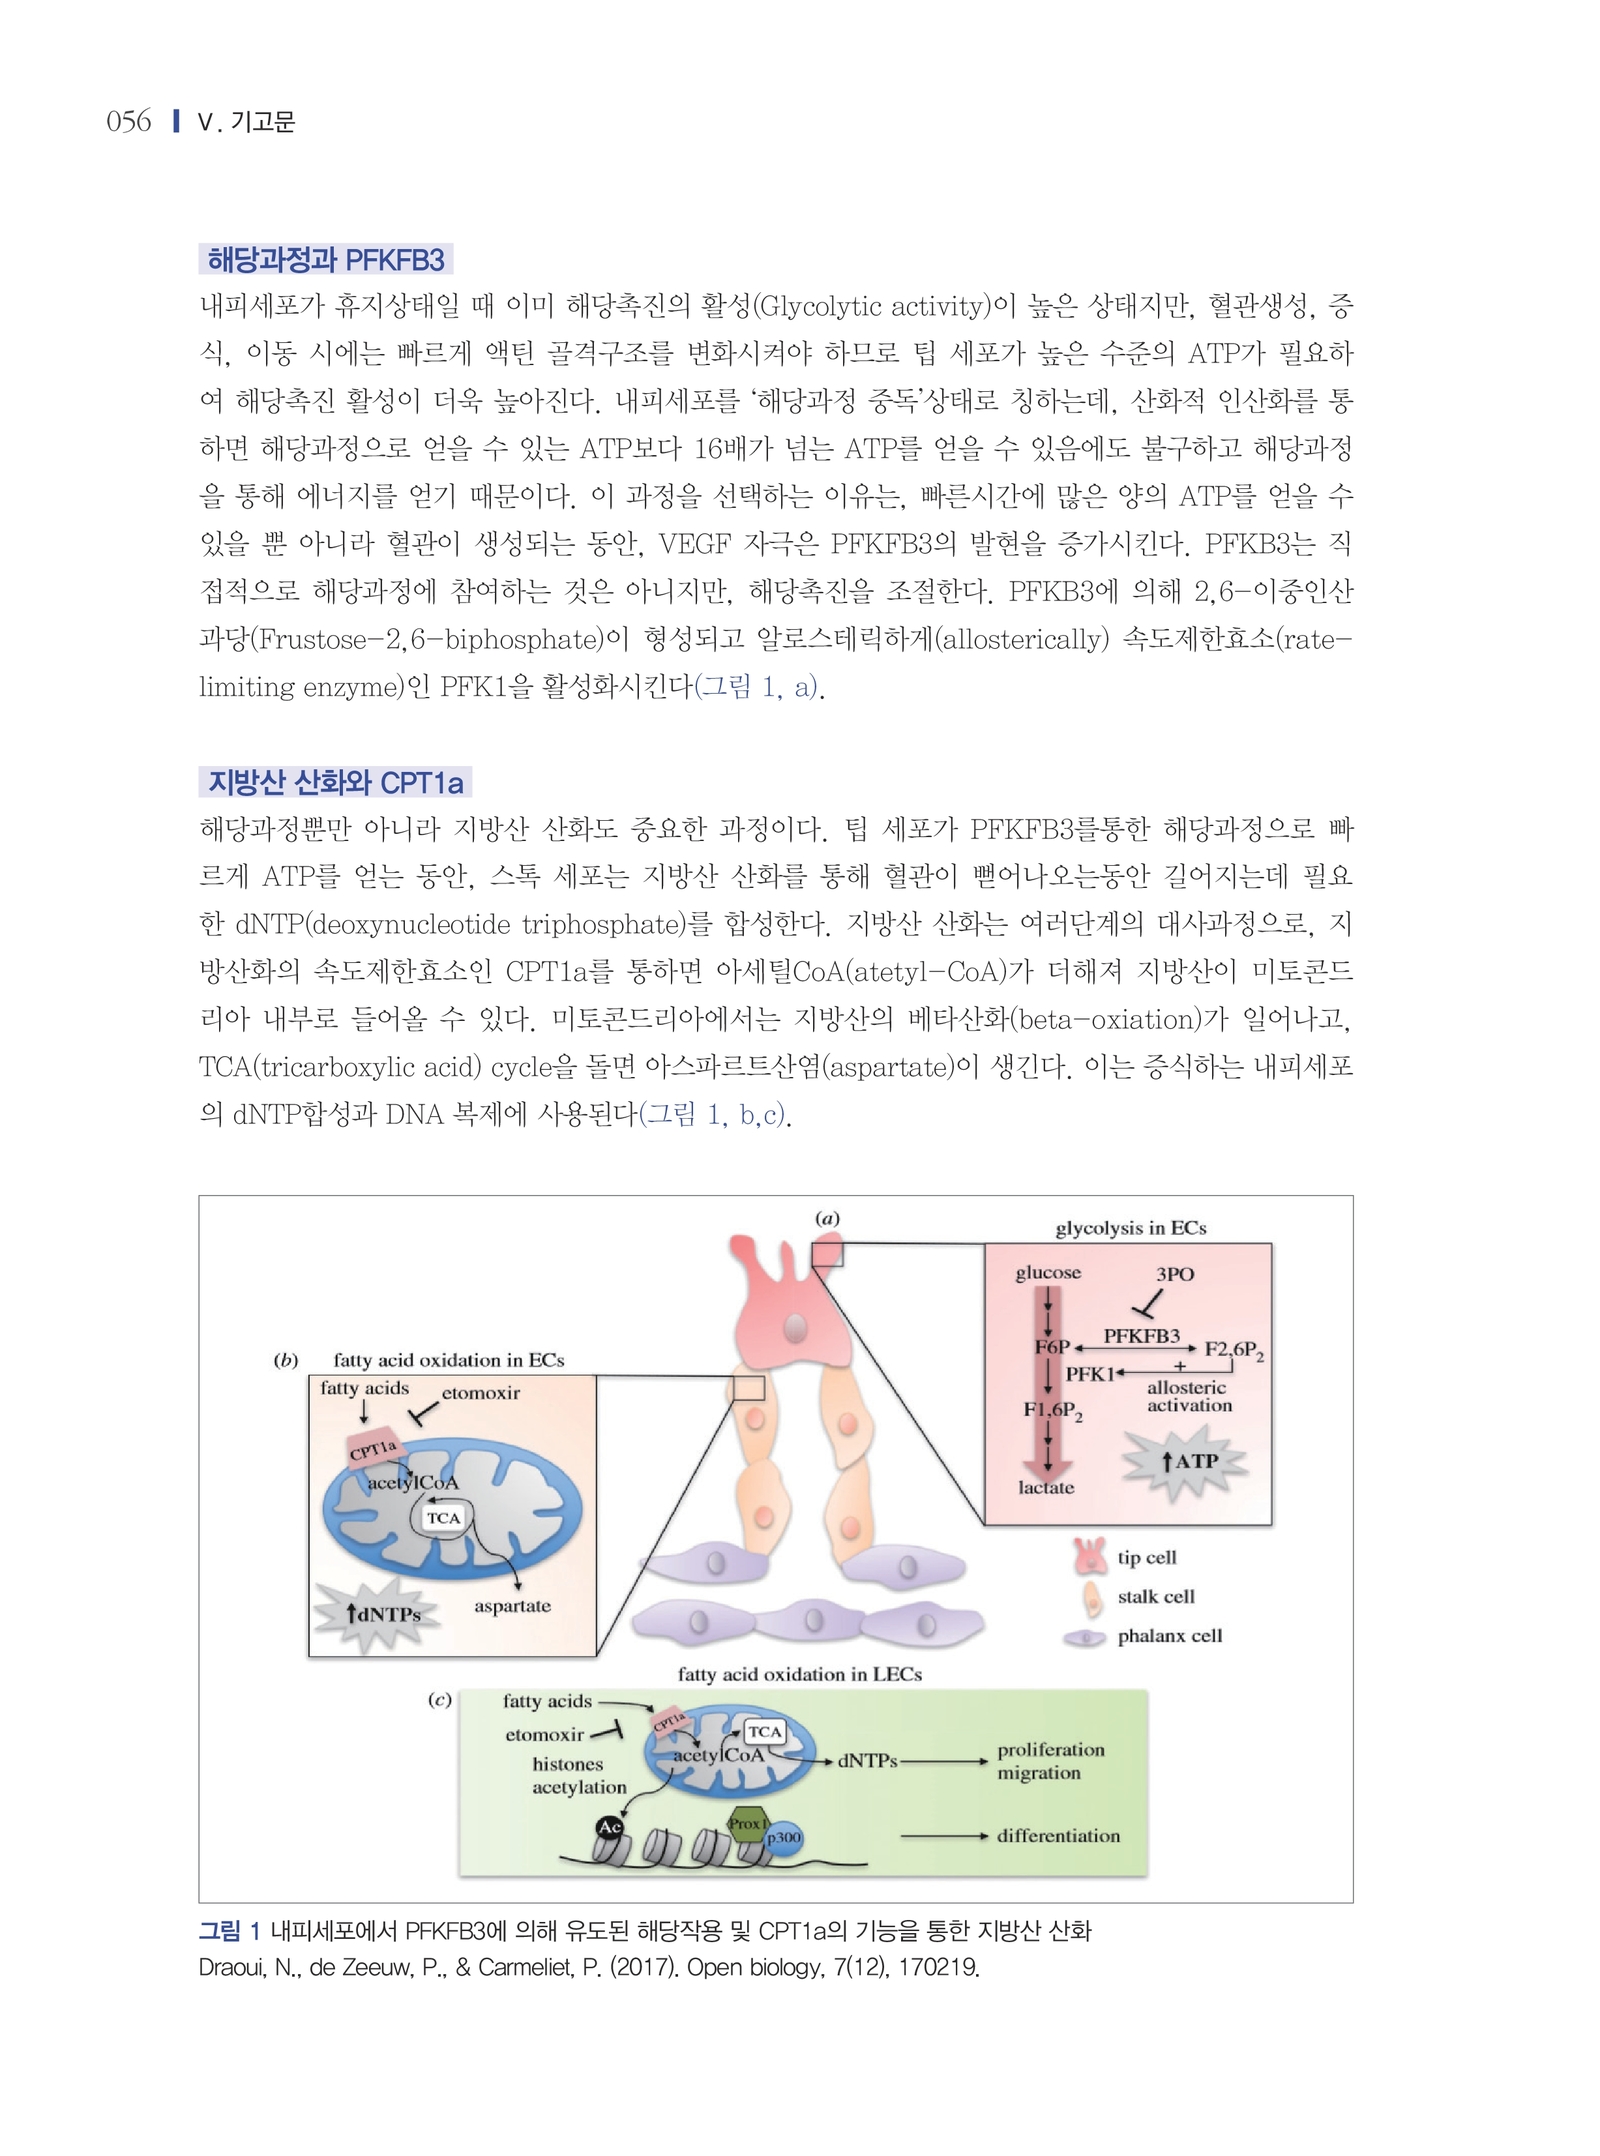 056 V. 기고문
해당과정과 PFKFB3
내피세포가 휴지상태일 때 이미 해당촉진의 활성(Glycolytic activity)이 높은 상태지만, 혈관생성, 증
식, 이동 시에는 빠르게 액틴 골격구조를 변화시켜야 하므로 팁 세포가 높은 수준의 ATP가 필요하
여 해당촉진 활성이 더욱 높아진다. 내피세포를 ‘해당과정 중독’상태로 칭하는데, 산화적 인산화를 통
하면 해당과정으로 얻을 수 있는 ATP보다 16배가 넘는 ATP를 얻을 수 있음에도 불구하고 해당과정
을 통해 에너지를 얻기 때문이다. 이 과정을 선택하는 이유는, 빠른시간에 많은 양의 ATP를 얻을 수
있을 뿐 아니라 혈관이 생성되는 동안, VEGF 자극은 PFKFB3의 발현을 증가시킨다. PFKB3는 직
접적으로 해당과정에 참여하는 것은 아니지만, 해당촉진을 조절한다. PFKB3에 의해 2,6-이중인산
과당(Frustose-2,6-biphosphate)이 형성되고 알로스테릭하게(allosterically) 속도제한효소(rate-
limiting enzyme)인 PFK1을 활성화시킨다(그림 1, a).
지방산 산화와 CPT1a
해당과정뿐만 아니라 지방산 산화도 중요한 과정이다. 팁 세포가 PFKFB3를통한 해당과정으로 빠
르게 ATP를 얻는 동안, 스톡 세포는 지방산 산화를 통해 혈관이 뻗어나오는동안 길어지는데 필요
한 dNTP(deoxynucleotide triphosphate)를 합성한다. 지방산 산화는 여러단계의 대사과정으로, 지
방산화의 속도제한효소인 CPT1a를 통하면 아세틸CoA(atetyl-CoA)가 더해져 지방산이 미토콘드
리아 내부로 들어올 수 있다. 미토콘드리아에서는 지방산의 베타산화(beta-oxiation)가 일어나고,
TCA(tricarboxylic acid) cycle을 돌면 아스파르트산염(aspartate)이 생긴다. 이는 증식하는 내피세포
의 dNTP합성과 DNA 복제에 사용된다(그림 1, b,c).
(a)
glycolysis in ECs
glucose
3PO
PFKFB3
F6P
F2,6P2
PFK1
+
allosteric
activation
F1,6P2
↑ATP
lactate
(b)
fatty acid oxidation in ECs
fatty acids
etomoxir
CPT1a
acetylCoA
TCA
↑dNTPs
aspartate
tip cell
stalk cell
phalanx cell
fatty acid oxidation in LECs
(c)
fatty acids
etomoxir
CPT1a
TCA
acetylCoA
histones
acetylation
dNTPs
proliferation
migration
Ac
Prox1
p300
differentiation
그림 1 내피세포에서 PFKFB3에 의해 유도된 해당작용 및 CPT1a의 기능을 통한 지방산 산화
Draoui, N., de Zeeuw, P., & Carmeliet, P. (2017). Open biology, 7(12), 170219.